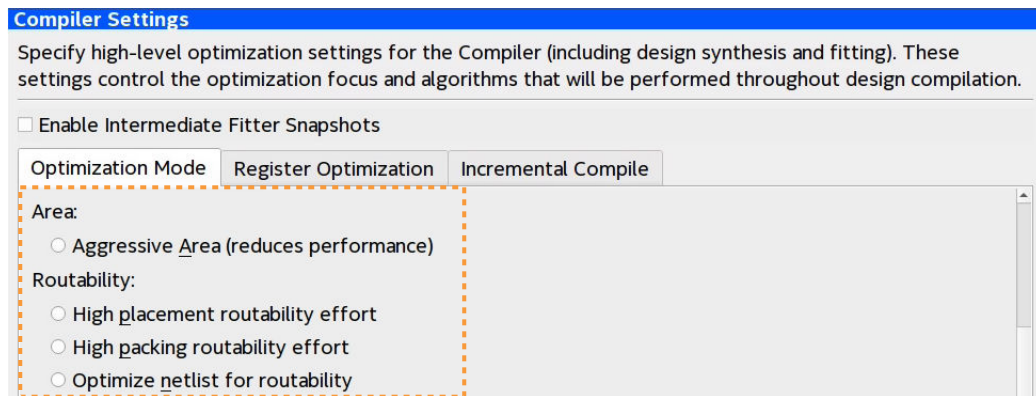 Compiler Settings
Specify high-level optimization settings for the Compiler (including design synthesis and fitting). These
settings control the optimization focus and algorithms that will be performed throughout design compilation.
Enable Intermediate Fitter Snapshots
Optimization Mode Register Optimization Incremental Compile
Area:
Aggressive Area (reduces performance)
Routability:
High placement routability effort
High packing routability effort
Optimize netlist for routability